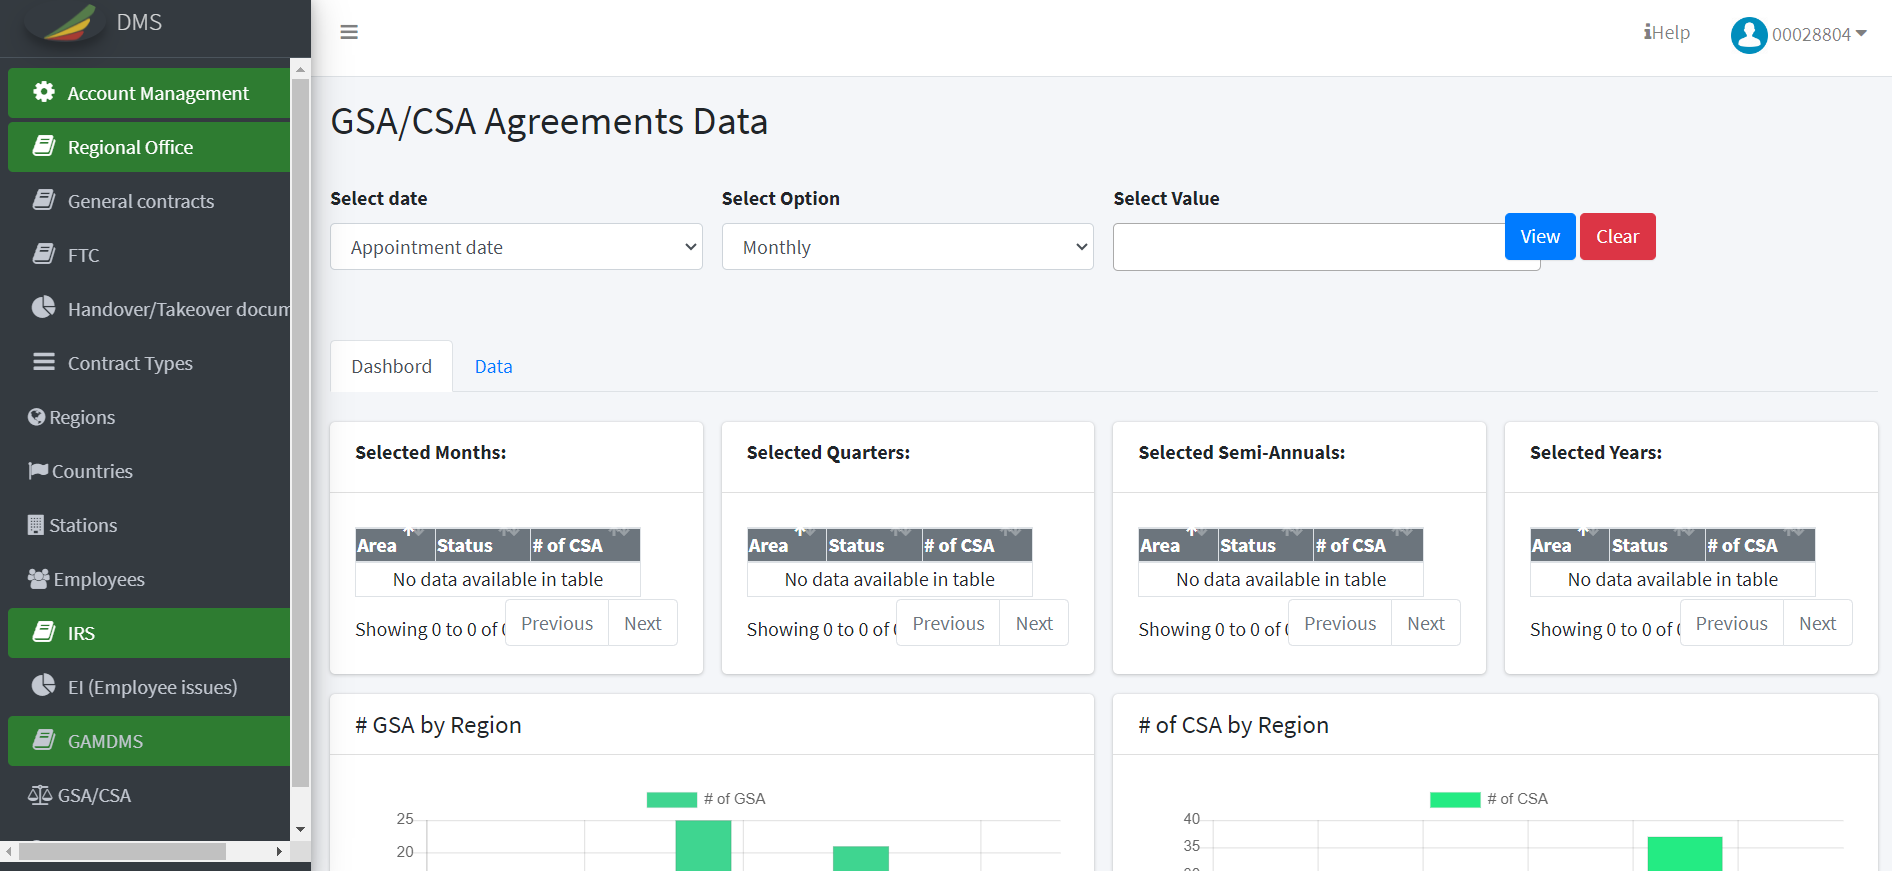 DMS
Help
00028804
Account Management
Regional Office
General contracts
FTC
Handover/Takeover docum
Contract Types
Regions
Countries
Stations
Employees
IRS
EI (Employee issues)
GAMDMS
GSA/CSA
GSA/CSA Agreements Data
Select date
Select Option
Select Value
Appointment date
Monthly
View
Clear
Dashbord
Data
Selected Months:
Area Status # of CSA
No data available in table
Showing 0 to 0 of
Previous
Next
Selected Quarters:
Area Status # of CSA
No data available in table
Showing 0 to 0 of
Previous
Next
Selected Semi-Annuals:
Area Status # of CSA
No data available in table
Showing 0 to 0 of
Previous
Next
Selected Years:
Area Status # of CSA
No data available in table
Showing 0 to 0 of
Previous
Next
# GSA by Region
# of GSA
25
20
# of CSA by Region
# of CSA
40
35